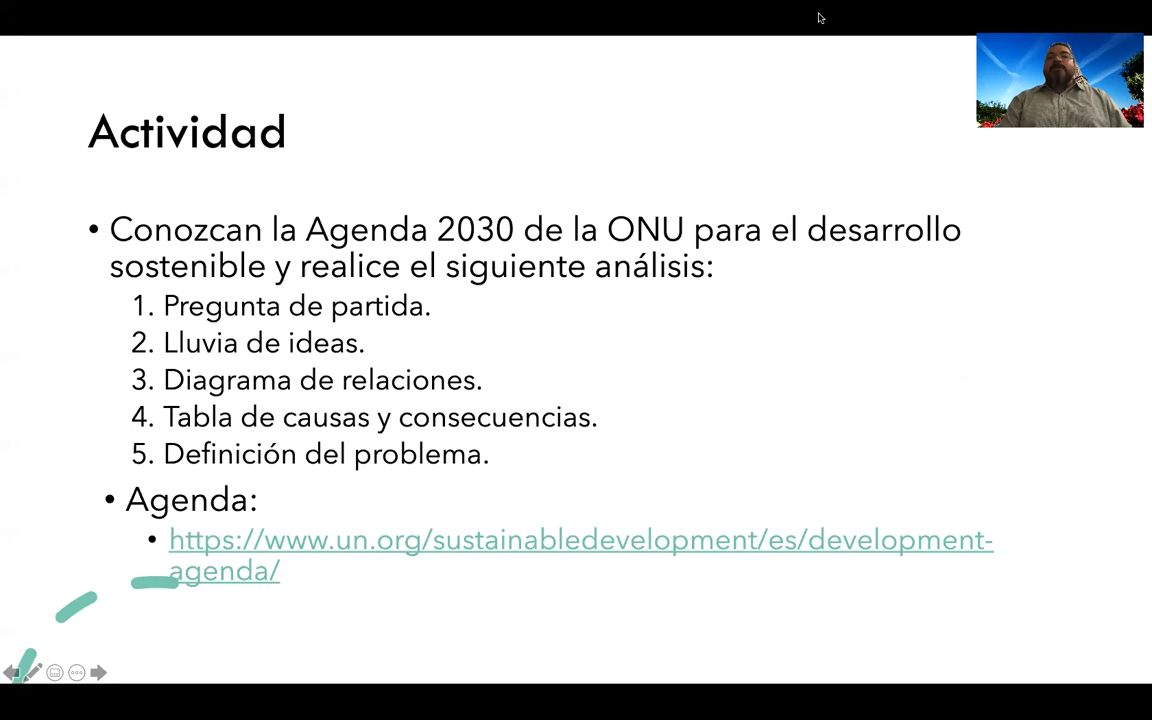 Actividad
• Conozcan la Agenda 2030 de la ONU para el desarrollo
sostenible y realice el siguiente análisis:
1. Pregunta de partida.
2. Lluvia de ideas.
3. Diagrama de relaciones.
4. Tabla de causas y consecuencias.
5. Definición del problema.
• Agenda:
• https://www.un.org/sustainabledevelopment/es/development-
agenda/